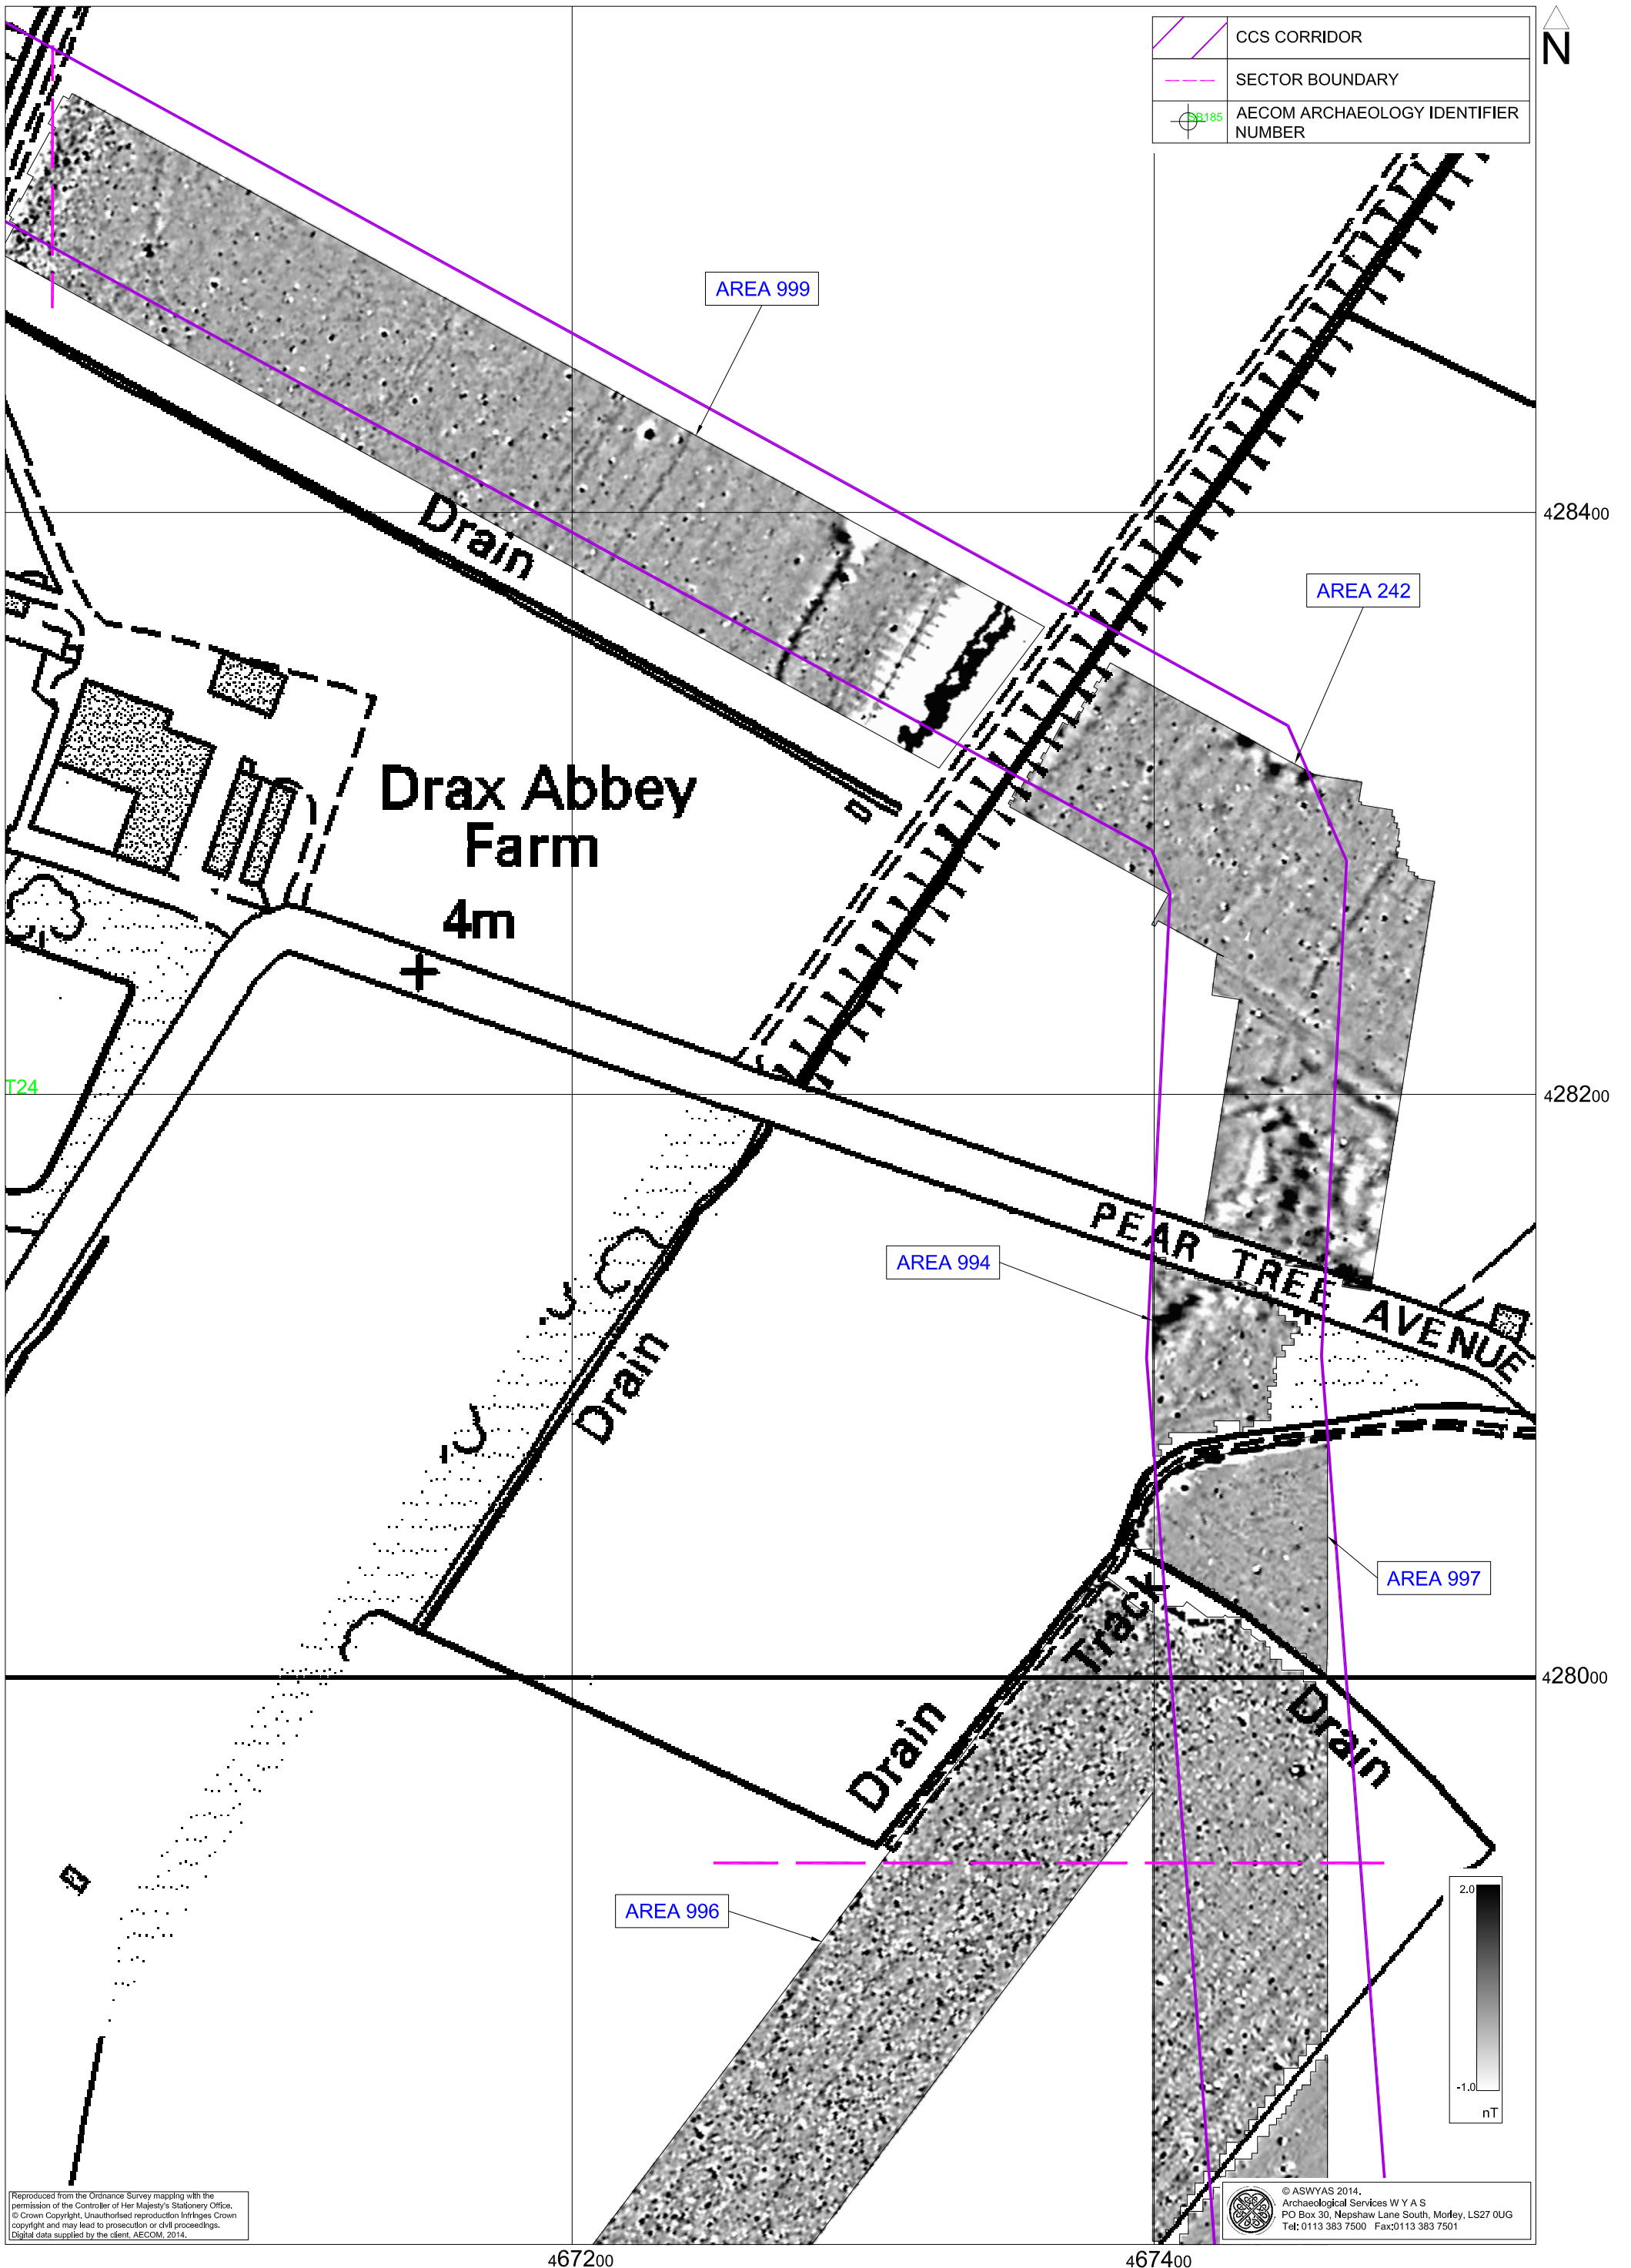 CCS CORRIDOR
SECTOR BOUNDARY
SB185
AECOM ARCHAEOLOGY IDENTIFIER
NUMBER
N
AREA 999
428400
Drain
AREA 242
Drax Abbey
Farm
4m
T24
428200
PEAR TREE AVENUE
AREA 994
Drain
AREA 997
Track
428000
Drain
Drain
AREA 996
2.0
-1.0
nT
Reproduced from the Ordnance Survey mapping with the
permission of the Controller of Her Majesty's Stationery Office.
© Crown Copyright, Unauthorised reproduction infringes Crown
copyright and may lead to prosecution or civil proceedings.
Digital data supplied by the client, AECOM, 2014.
© ASWYAS 2014.
Archaeological Services W Y A S
PO Box 30, Nepshaw Lane South, Morley, LS27 0UG
Tel: 0113 383 7500 Fax:0113 383 7501
467200
467400